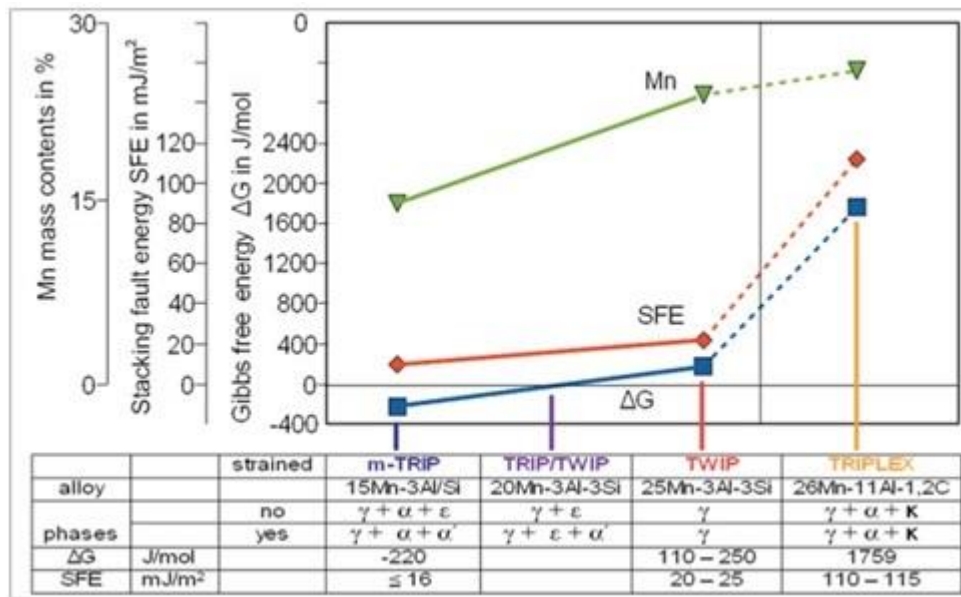 Mn mass contents in %
30
15
0
Stacking fault energy SFE in mJ/m²
120
100
80
60
40
20
0
Gibbs free energy ΔG in J/mol
0
2400
2000
1600
1200
800
400
0
-400
Mn
SFE
ΔG
strained m-TRIP TRIP/TWIP TWIP TRIPLEX
alloy 15Mn-3Al/Si 20Mn-3Al-3Si 25Mn-3Al-3Si 26Mn-11Al-1,2C
no γ + α + ε γ + ε γ γ + α + κ
phases yes γ + α + α' γ + ε + α' γ γ + α + κ
ΔG J/mol -220 110 – 250 1759
SFE mJ/m² ≤ 16 20 – 25 110 – 115